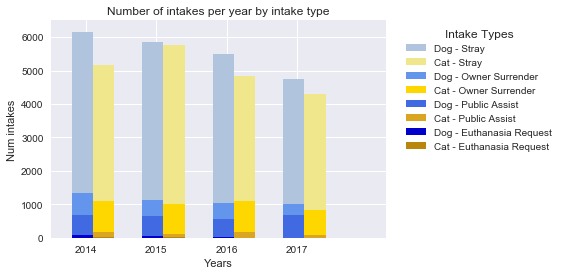 Number of intakes per year by intake type
Num intakes
6000
5000
4000
3000
2000
1000
0
2014
2015
2016
2017
Years
Intake Types
Dog - Stray
Cat - Stray
Dog - Owner Surrender
Cat - Owner Surrender
Dog - Public Assist
Cat - Public Assist
Dog - Euthanasia Request
Cat - Euthanasia Request